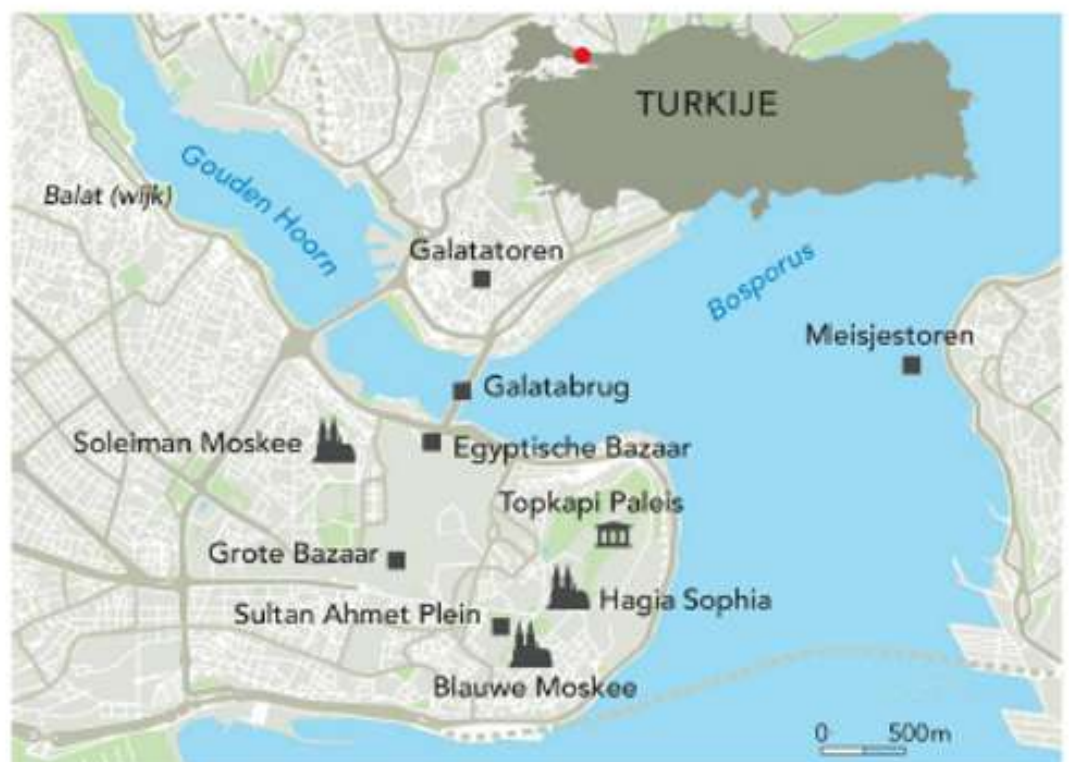 TURKIJE
Gouden Hoorn
Balat (wijk)
Galatatoren
Bosporus
Meisjestoren
Galatabrug
Soleiman Moskee
Egyptische Bazaar
Topkapi Paleis
Grote Bazaar
Hagia Sophia
Sultan Ahmet Plein
Blauwe Moskee
0 500m